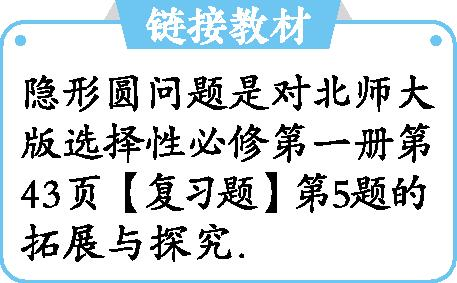 链接教材
隐形圆问题是对北师大
版选择性必修第一册第
43页【复习题】第5题的
拓展与探究.